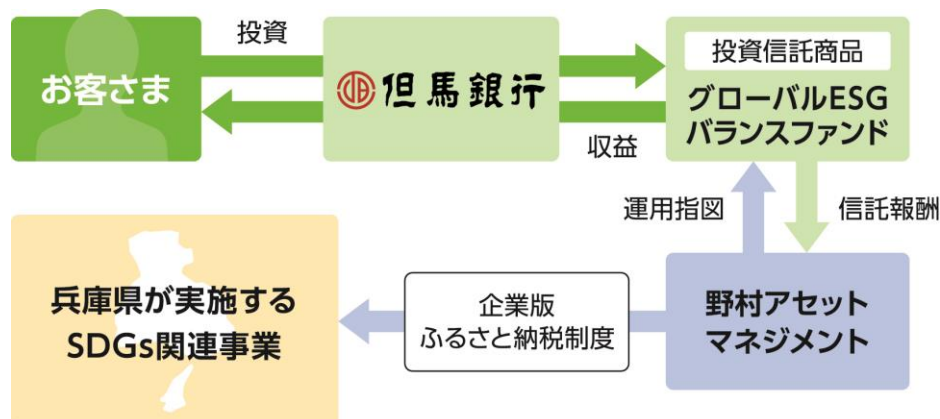 投資
お客さま
但馬銀行
投資信託商品
グローバルESG
バランスファンド
収益
運用指図
信託報酬
兵庫県が実施する
SDGs関連事業
企業版
ふるさと納税制度
野村アセット
マネジメント